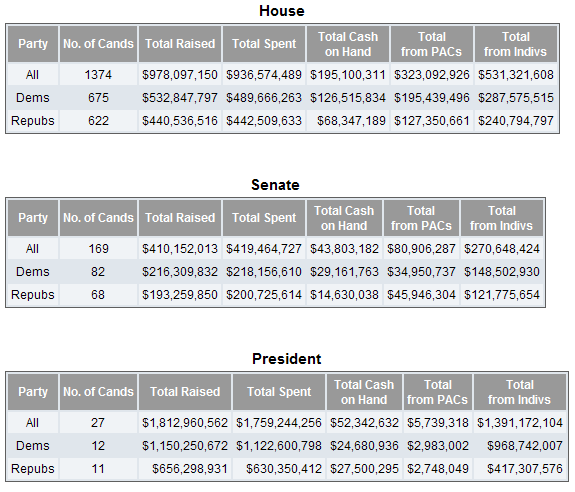 House
Party No. of Cands Total Raised Total Spent Total Cash on Hand Total from PACs Total from Indivs
All 1374 $978,097,150 $936,574,489 $195,100,311 $323,092,926 $531,321,608
Dems 675 $532,847,797 $489,666,263 $126,515,834 $195,439,496 $287,575,515
Repubs 622 $440,536,516 $442,509,633 $68,347,189 $127,350,661 $240,794,797
Senate
Party No. of Cands Total Raised Total Spent Total Cash on Hand Total from PACs Total from Indivs
All 169 $410,152,013 $419,464,727 $43,803,182 $80,906,287 $270,648,424
Dems 82 $216,309,832 $218,156,610 $29,161,763 $34,950,737 $148,502,930
Repubs 68 $193,259,850 $200,725,614 $14,630,038 $45,946,304 $121,775,654
President
Party No. of Cands Total Raised Total Spent Total Cash on Hand Total from PACs Total from Indivs
All 27 $1,812,960,562 $1,759,244,256 $52,342,632 $5,739,318 $1,391,172,104
Dems 12 $1,150,250,672 $1,122,600,798 $24,680,936 $2,983,002 $968,742,007
Repubs 11 $656,298,931 $630,350,412 $27,500,295 $2,748,049 $417,307,576